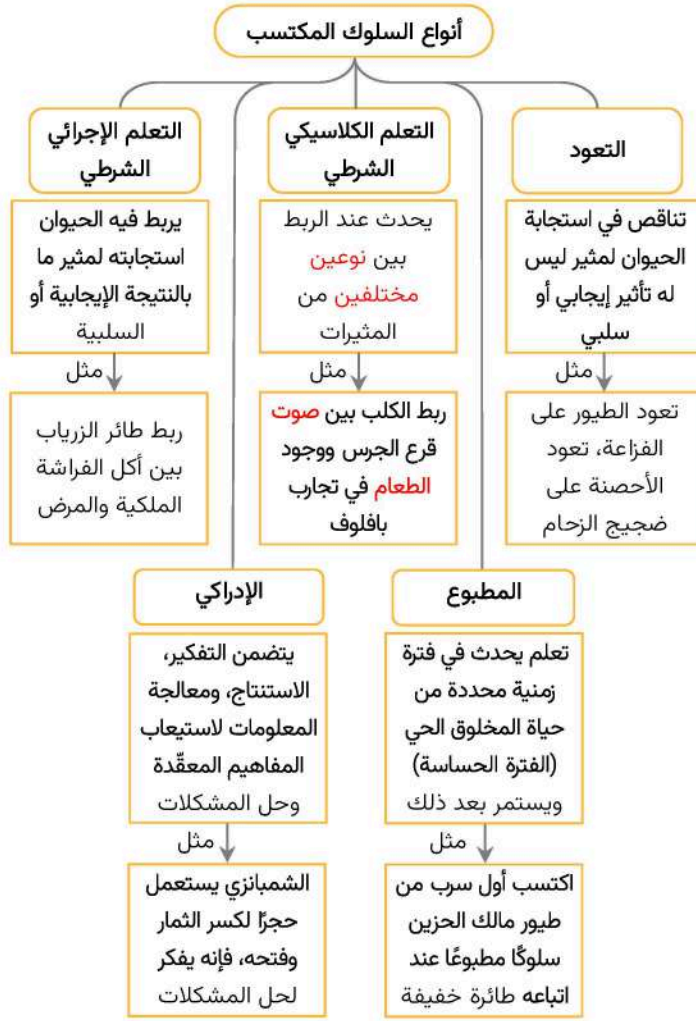 أنواع السلوك المكتسب
التعود
تناقص في استجابة
الحيوان لمثير ليس
له تأثير إيجابي أو
سلبي
مثل
تعود الطيور على
الفزاعة، تعود
الأحصنة على
ضجيج الزحام
التعلم الكلاسيكي
الشرطي
يحدث عند الربط
بين نوعين
مختلفين من
المثيرات
مثل
ربط الكلب بين صوت
قرع الجرس ووجود
الطعام في تجارب
بافلوف
التعلم الإجرائي
الشرطي
يربط فيه الحيوان
استجابته لمثير ما
بالنتيجة الإيجابية أو
السلبية
مثل
ربط طائر الزرياب
بين أكل الفراشة
الملكية والمرض
المطبوع
تعلم يحدث في فترة
زمنية محددة من
حياة المخلوق الحي
(الفترة الحساسة)
ويستمر بعد ذلك
مثل
اكتسب أول سرب من
طيور مالك الحزين
سلوكًا مطبوعًا عند
اتباعه طائرة خفيفة
الإدراكي
يتضمن التفكير،
الاستنتاج، ومعالجة
المعلومات لاستيعاب
المفاهيم المعقّدة
وحل المشكلات
مثل
الشمبانزي يستعمل
حجرًا لكسر الثمار
وفتحه، فإنه يفكر
لحل المشكلات